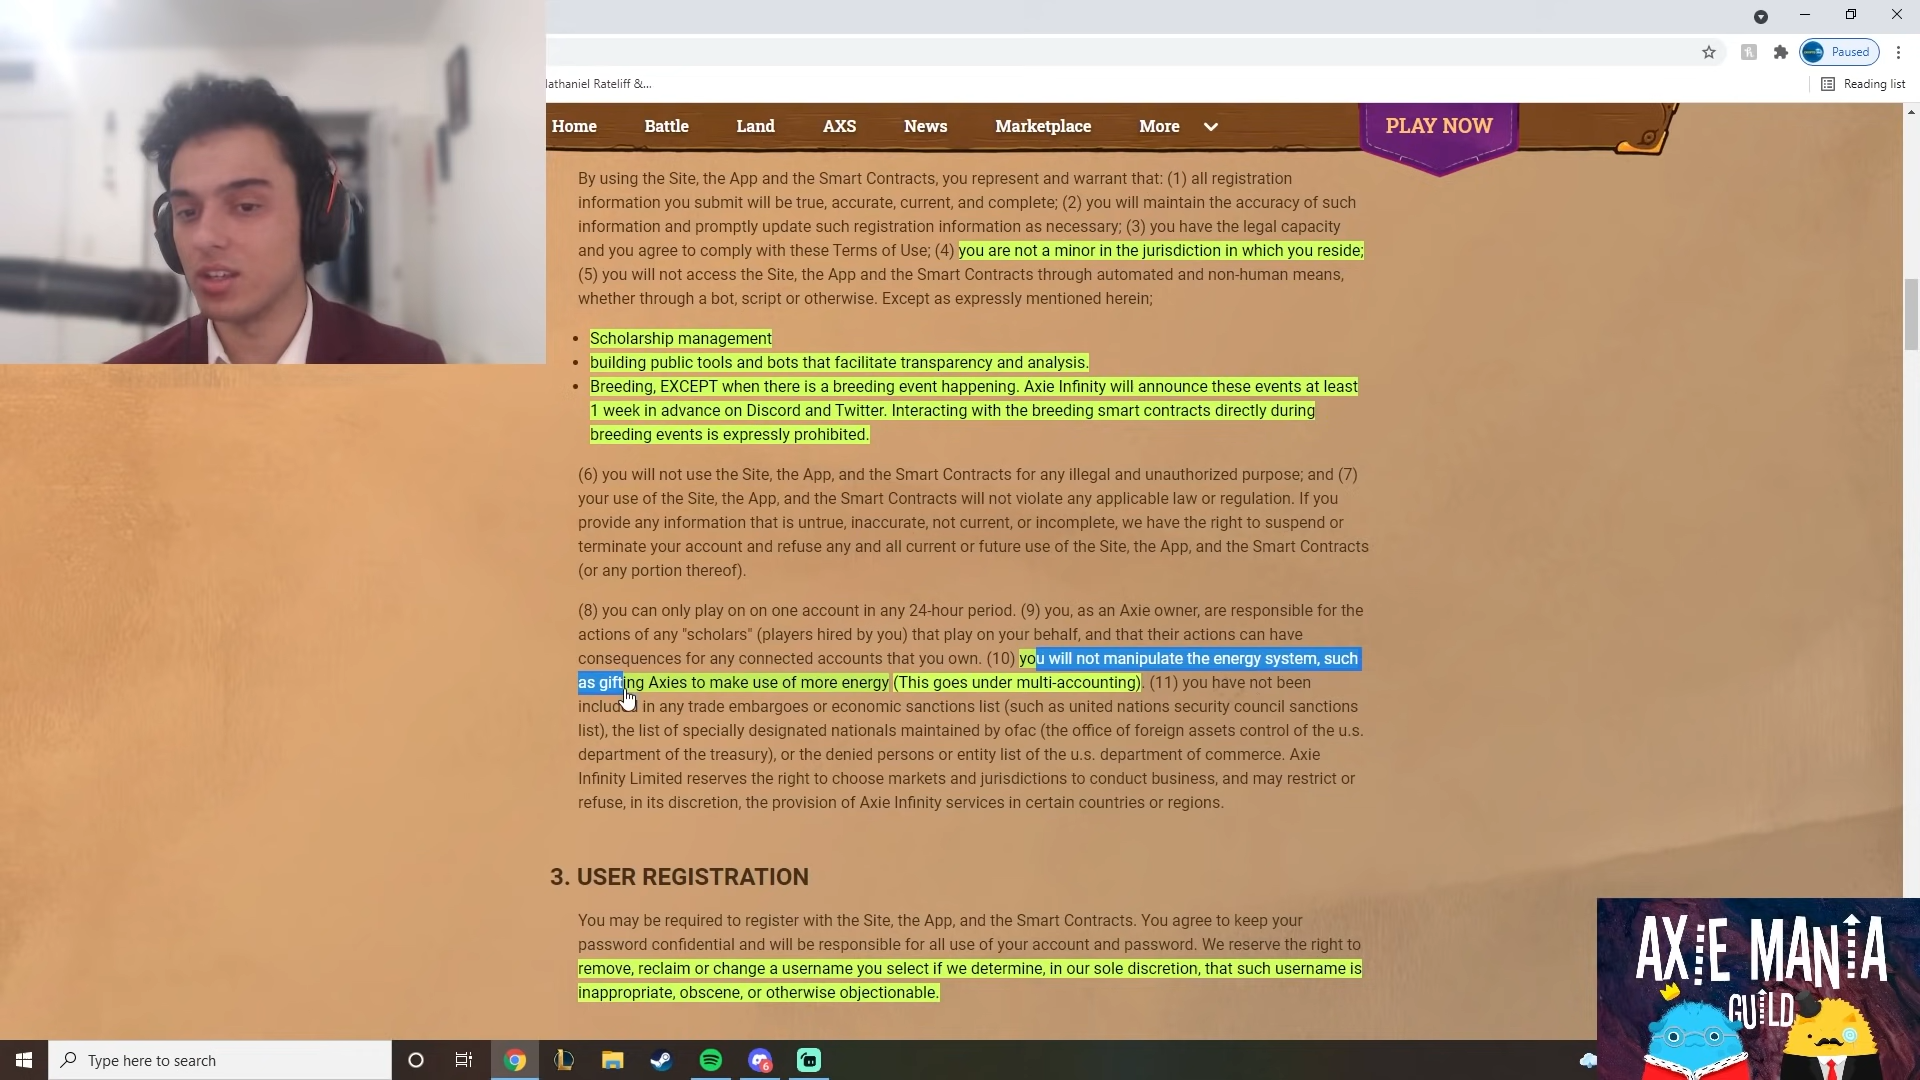 Paused
lathaniel Rateliff &...
Reading list
Home
Battle
Land
AXS
News
Marketplace
More
PLAY NOW
By using the Site, the App and the Smart Contracts, you represent and warrant that: (1) all registration
information you submit will be true, accurate, current, and complete; (2) you will maintain the accuracy of such
information and promptly update such registration information as necessary; (3) you have the legal capacity
and you agree to comply with these Terms of Use; (4) you are not a minor in the jurisdiction in which you reside;
(5) you will not access the Site, the App and the Smart Contracts through automated and non-human means,
whether through a bot, script or otherwise. Except as expressly mentioned herein;
• Scholarship management
• building public tools and bots that facilitate transparency and analysis.
• Breeding, EXCEPT when there is a breeding event happening. Axie Infinity will announce these events at least
1 week in advance on Discord and Twitter. Interacting with the breeding smart contracts directly during
breeding events is expressly prohibited.
(6) you will not use the Site, the App, and the Smart Contracts for any illegal and unauthorized purpose; and (7)
your use of the Site, the App, and the Smart Contracts will not violate any applicable law or regulation. If you
provide any information that is untrue, inaccurate, not current, or incomplete, we have the right to suspend or
terminate your account and refuse any and all current or future use of the Site, the App, and the Smart Contracts
(or any portion thereof).
(8) you can only play on on one account in any 24-hour period. (9) you, as an Axie owner, are responsible for the
actions of any "scholars" (players hired by you) that play on your behalf, and that their actions can have
consequences for any connected accounts that you own. (10) you will not manipulate the energy system, such
as gifting Axies to make use of more energy (This goes under multi-accounting). (11) you have not been
included in any trade embargoes or economic sanctions list (such as united nations security council sanctions
list), the list of specially designated nationals maintained by ofac (the office of foreign assets control of the u.s.
department of the treasury), or the denied persons or entity list of the u.s. department of commerce. Axie
Infinity Limited reserves the right to choose markets and jurisdictions to conduct business, and may restrict or
refuse, in its discretion, the provision of Axie Infinity services in certain countries or regions.
3. USER REGISTRATION
You may be required to register with the Site, the App, and the Smart Contracts. You agree to keep your
password confidential and will be responsible for all use of your account and password. We reserve the right to
remove, reclaim or change a username you select if we determine, in our sole discretion, that such username is
inappropriate, obscene, or otherwise objectionable.
AXIE MANIA
GUILD
Type here to search
6